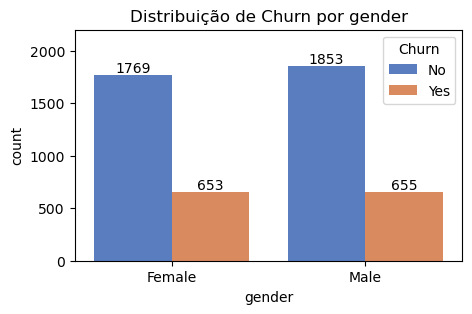 Distribuição de Churn por gender
count
2000
1500
1000
500
0
1769
653
1853
655
Churn
No
Yes
Female
Male
gender